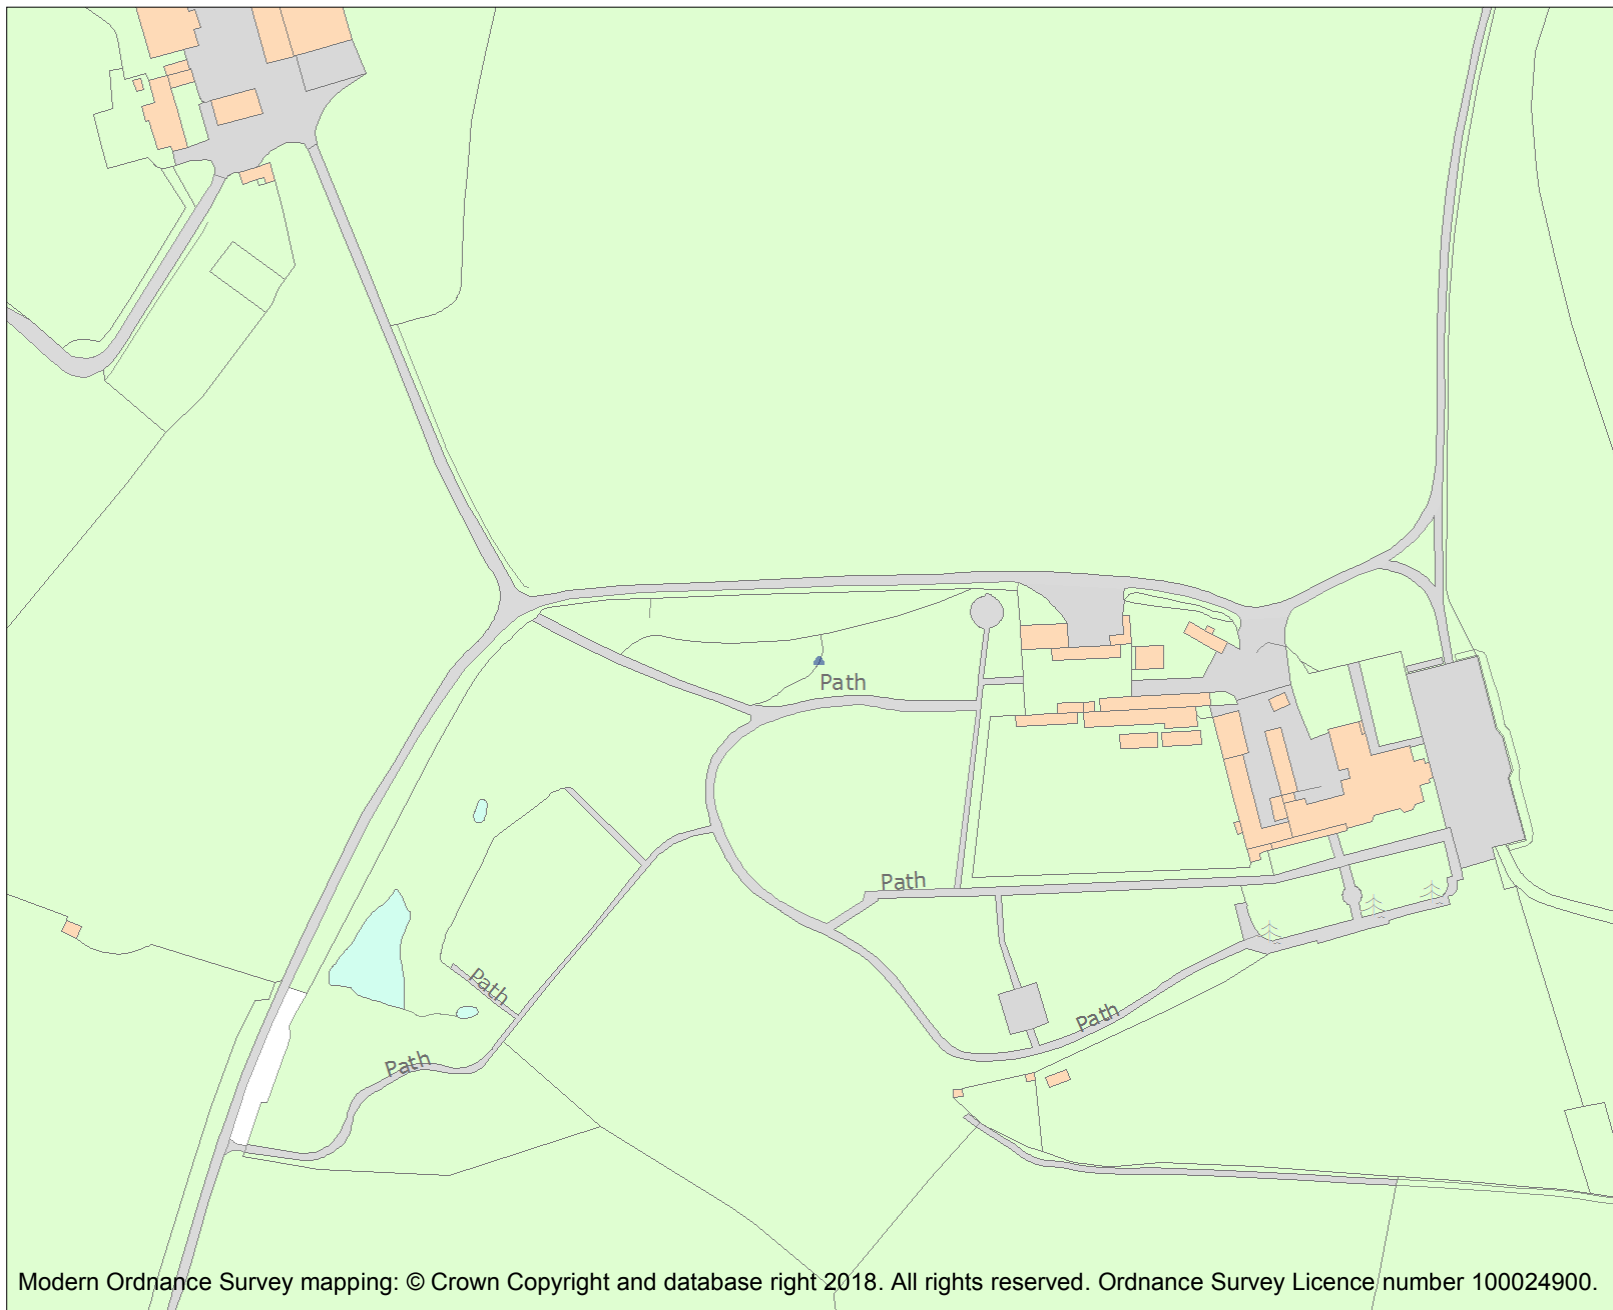 Path
Path
Path
Path
Path
Modern Ordnance Survey mapping: © Crown Copyright and database right 2018. All rights reserved. Ordnance Survey Licence number 100024900.